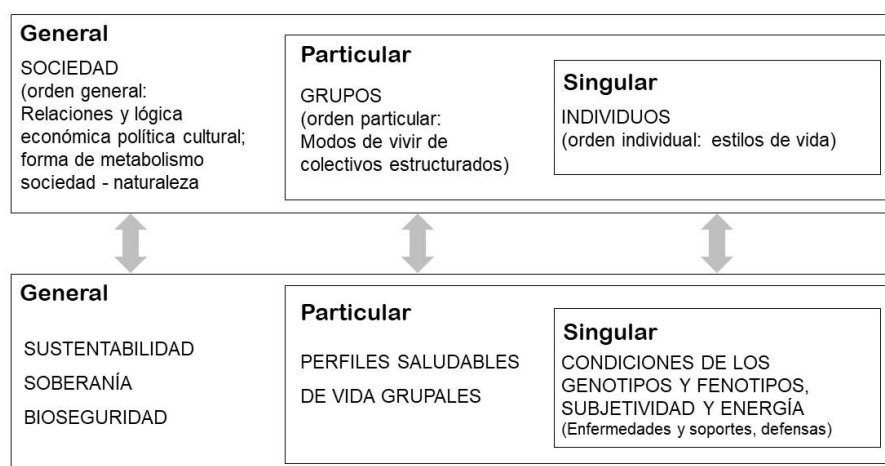 General
SOCIEDAD
(orden general:
Relaciones y lógica
económica política cultural;
forma de metabolismo
sociedad - naturaleza
Particular
GRUPOS
(orden particular:
Modos de vivir de
colectivos estructurados)
Singular
INDIVIDUOS
(orden individual: estilos de vida)
General
SUSTENTABILIDAD
SOBERANÍA
BIOSEGURIDAD
Particular
PERFILES SALUDABLES
DE VIDA GRUPALES
Singular
CONDICIONES DE LOS
GENOTIPOS Y FENOTIPOS,
SUBJETIVIDAD Y ENERGÍA
(Enfermedades y soportes, defensas)